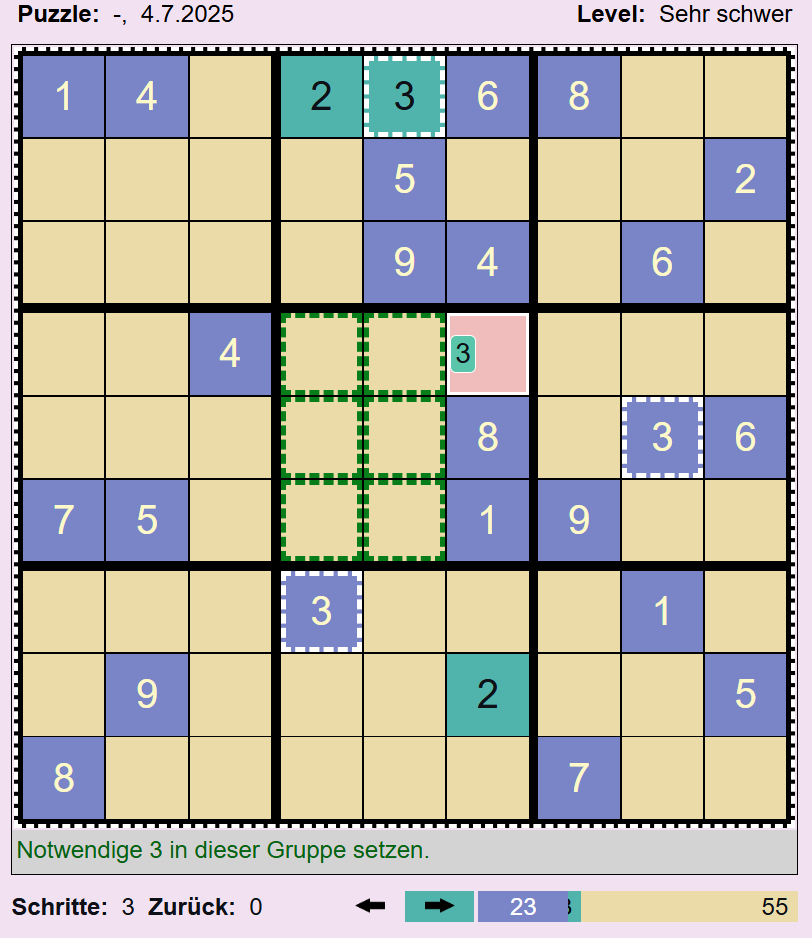 Puzzle: -, 4.7.2025 Level: Sehr schwer
1 4 2 3 6 8
5 2
9 4 6
4 3
8 3 6
7 5 1 9
3 1
9 2 5
8 7
Notwendige 3 in dieser Gruppe setzen.
Schritte: 3 Zurück: 0 23 55